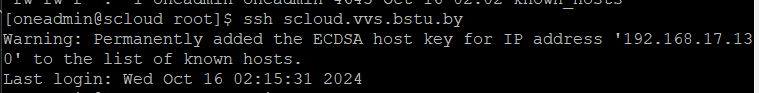 [oneadmin@scloud root]$ ssh scloud.vvs.bstu.by
Warning: Permanently added the ECDSA host key for IP address '192.168.17.13
0' to the list of known hosts.
Last login: Wed Oct 16 02:15:31 2024